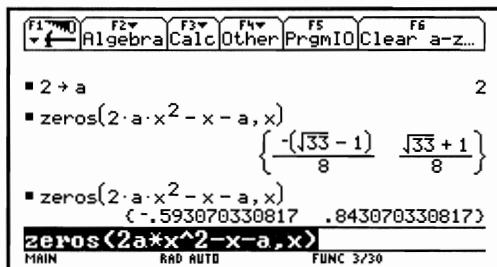 F1 F2 Algebra F3 Calc F4 Other F5 PrgmIO F6 Clear a-z…
▪ 2 → a 2
▪ zeros(2·a·x² − x − a, x)
{ -(√33 − 1)/8 (√33 + 1)/8 }
▪ zeros(2·a·x² − x − a, x)
{-.593070330817 .843070330817}
zeros(2a*x^2-x-a,x)
MAIN RAD AUTO FUNC 3/30